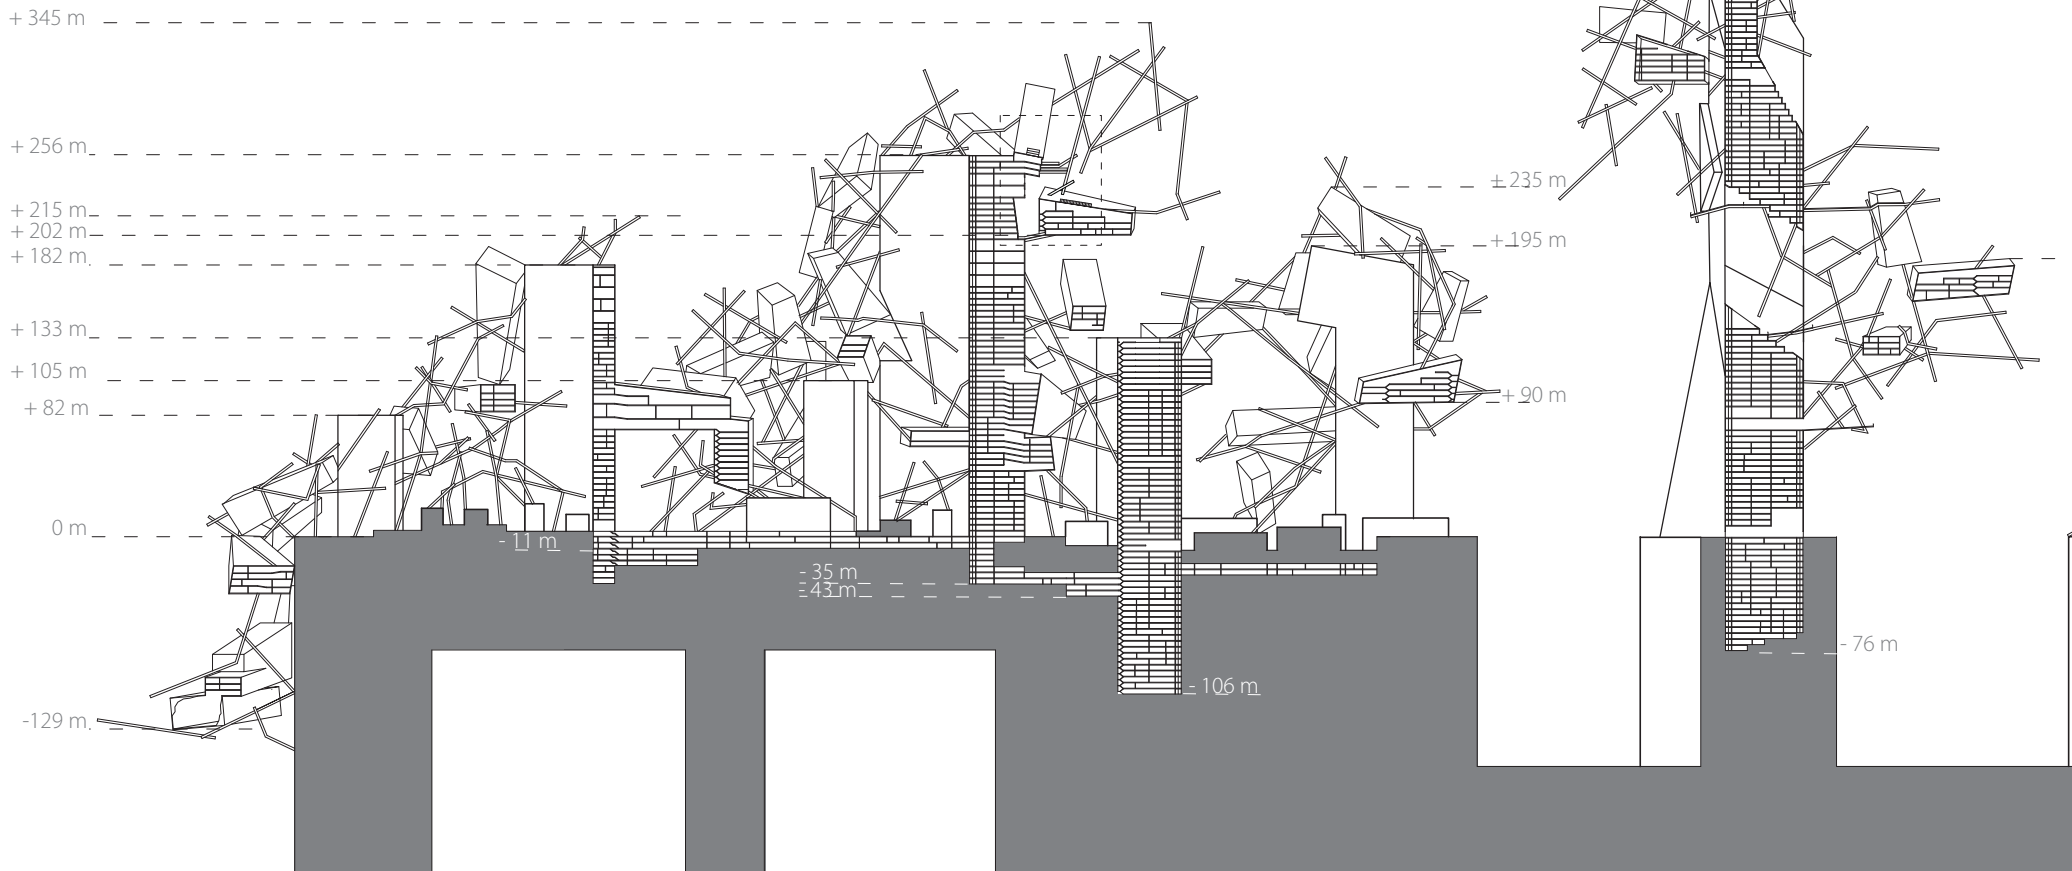 + 345 m
+ 256 m
+ 215 m
+ 202 m
+ 182 m
+ 133 m
+ 105 m
+ 82 m
0 m
-129 m
- 11 m
- 35 m
- 43 m
- 106 m
+ 235 m
+ 195 m
+ 90 m
- 76 m